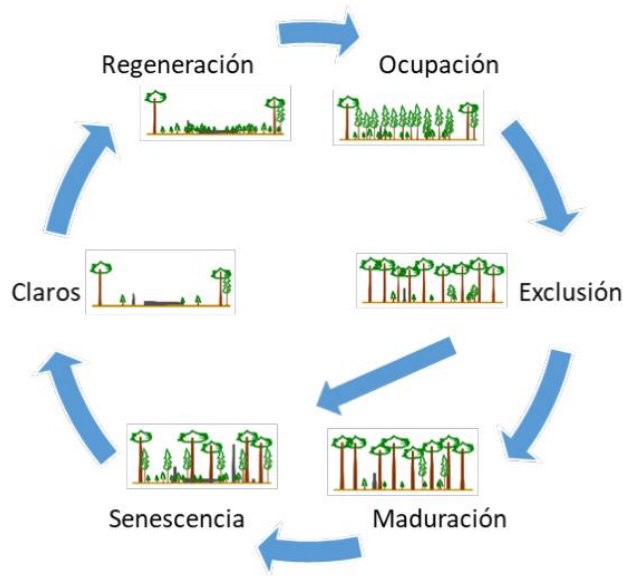 Regeneración
Ocupación
Claros
Exclusión
Senescencia
Maduración